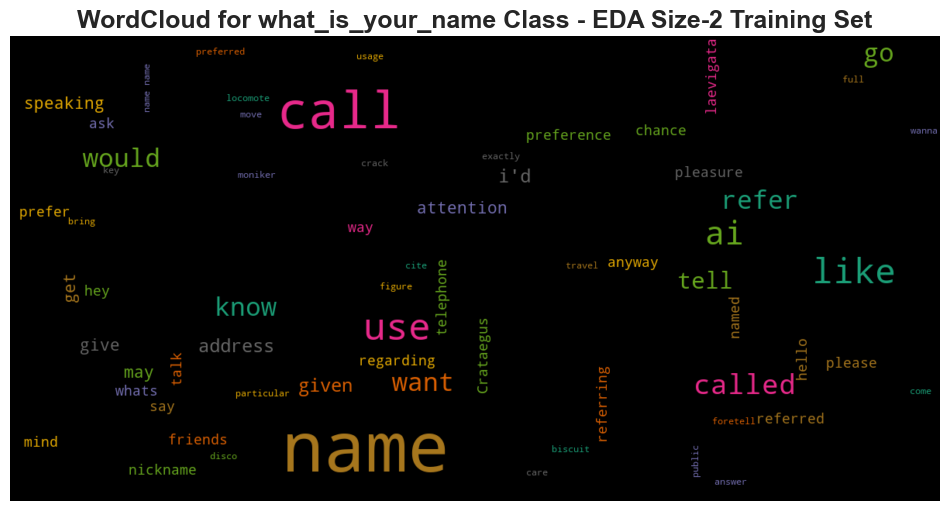 WordCloud for what_is_your_name Class - EDA Size-2 Training Set
preferred
usage
laevigata
go
full
name name
locomote
move
speaking
call
ask
preference
chance
wanna
would
key
crack
exactly
i'd
pleasure
moniker
prefer
bring
attention
refer
way
ai
cite
travel
anyway
like
get
hey
figure
telephone
tell
know
use
named
give
address
Crataegus
hello
may
talk
regarding
please
whats
particular
given
want
called
come
say
referring
foretell
referred
mind
friends
name
disco
biscuit
nickname
care
public
answer